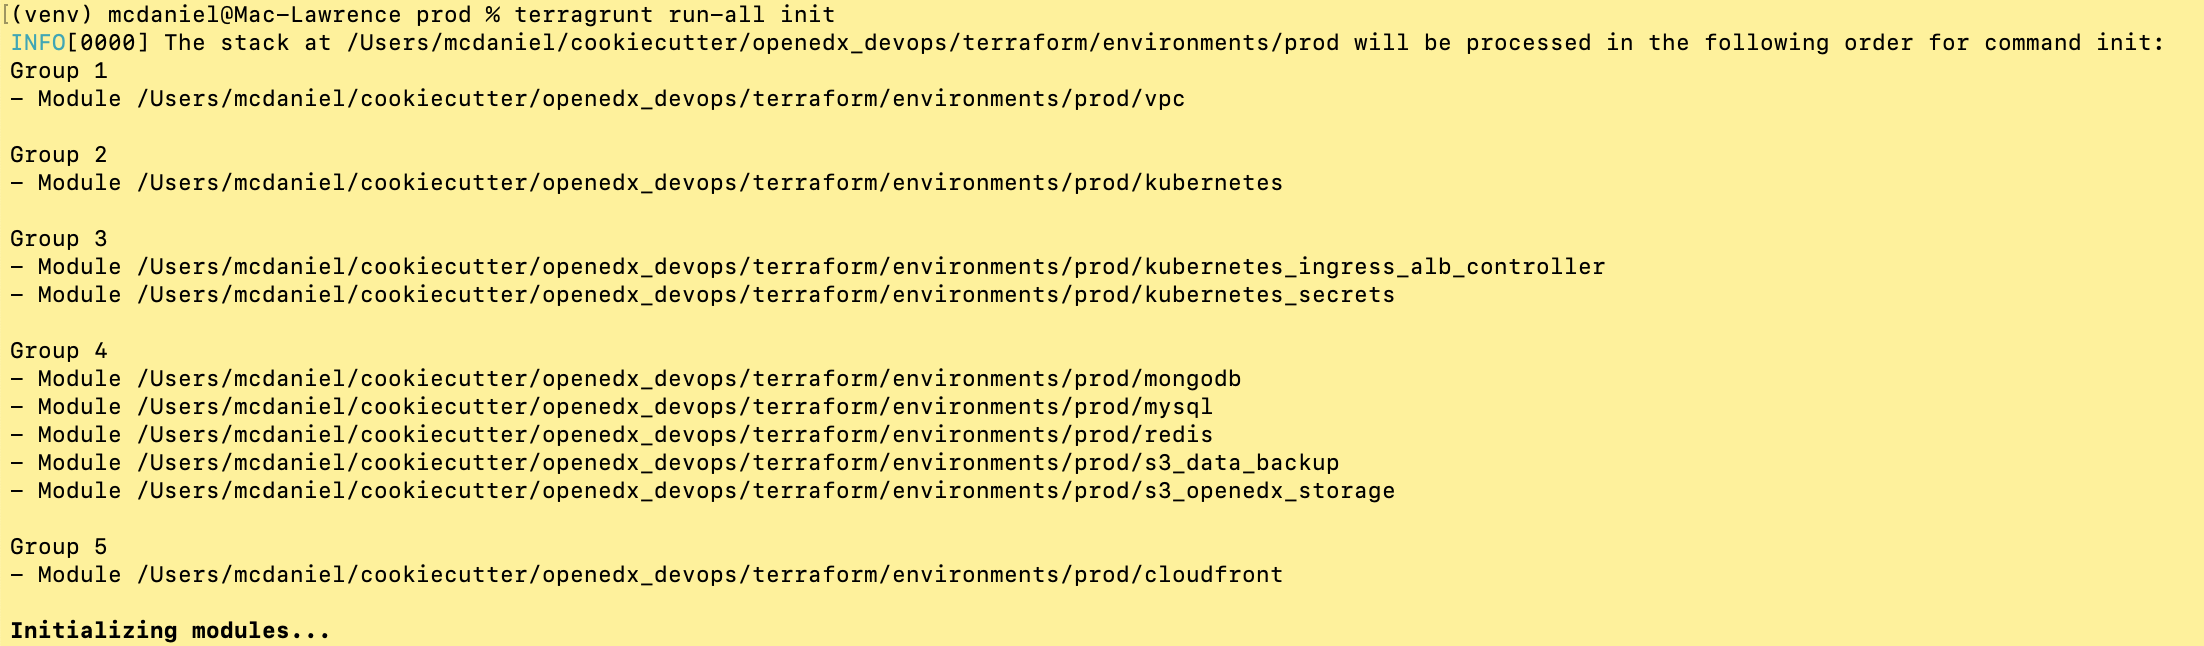 [(venv) mcdaniel@Mac-Lawrence prod % terragrunt run-all init
INFO[0000] The stack at /Users/mcdaniel/cookiecutter/openedx_devops/terraform/environments/prod will be processed in the following order for command init:
Group 1
- Module /Users/mcdaniel/cookiecutter/openedx_devops/terraform/environments/prod/vpc

Group 2
- Module /Users/mcdaniel/cookiecutter/openedx_devops/terraform/environments/prod/kubernetes

Group 3
- Module /Users/mcdaniel/cookiecutter/openedx_devops/terraform/environments/prod/kubernetes_ingress_alb_controller
- Module /Users/mcdaniel/cookiecutter/openedx_devops/terraform/environments/prod/kubernetes_secrets

Group 4
- Module /Users/mcdaniel/cookiecutter/openedx_devops/terraform/environments/prod/mongodb
- Module /Users/mcdaniel/cookiecutter/openedx_devops/terraform/environments/prod/mysql
- Module /Users/mcdaniel/cookiecutter/openedx_devops/terraform/environments/prod/redis
- Module /Users/mcdaniel/cookiecutter/openedx_devops/terraform/environments/prod/s3_data_backup
- Module /Users/mcdaniel/cookiecutter/openedx_devops/terraform/environments/prod/s3_openedx_storage

Group 5
- Module /Users/mcdaniel/cookiecutter/openedx_devops/terraform/environments/prod/cloudfront

Initializing modules...